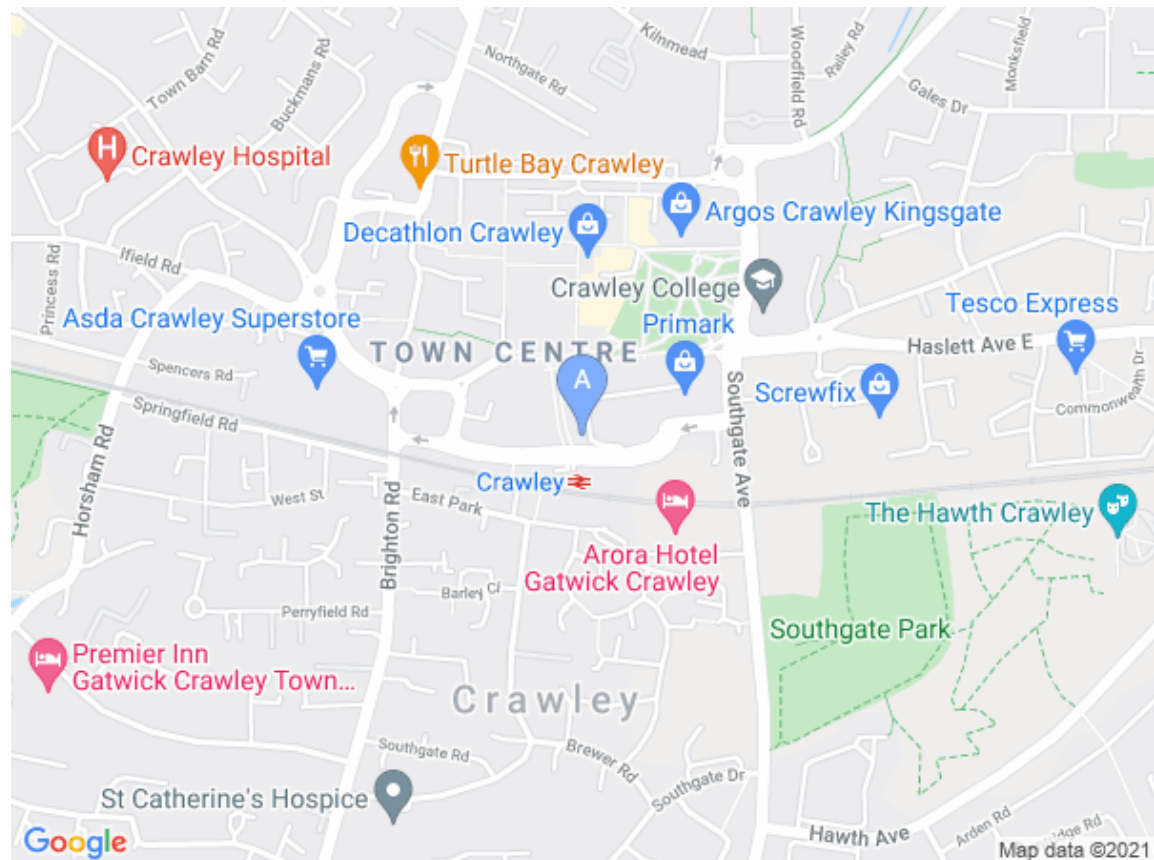 Kilnmead
Northgate Rd
Woodfield Rd
Railey Rd
Monksfield
Gales Dr
Town Barn Rd
Buckmans Rd
H
Crawley Hospital
Turtle Bay Crawley
Argos Crawley Kingsgate
Decathlon Crawley
Princess Rd
Ifield Rd
Crawley College
Tesco Express
Asda Crawley Superstore
Primark
Haslett Ave E
TOWN CENTRE
Spencers Rd
A
Screwfix
Commonwealth Dr
Springfield Rd
Southgate Ave
Horsham Rd
Crawley
West St
East Park
The Hawth Crawley
Brighton Rd
Arora Hotel
Gatwick Crawley
Barley Cl
Perryfield Rd
Southgate Park
Premier Inn
Gatwick Crawley Town...
Crawley
Southgate Rd
Brewer Rd
Southgate Dr
St Catherine's Hospice
Hawth Ave
Arden Rd
Google
Map data ©2021